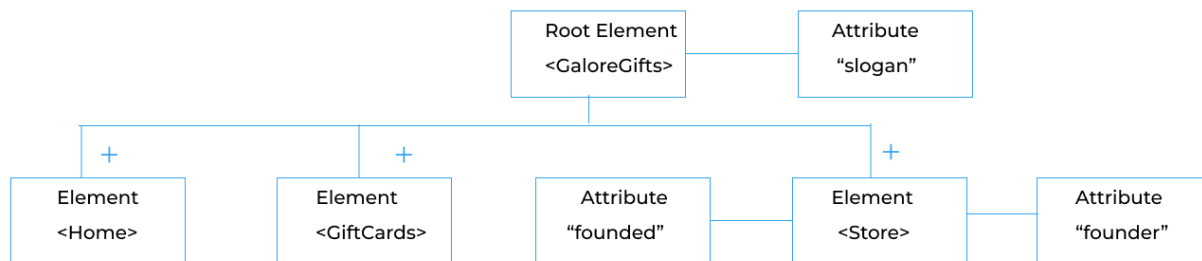 Root Element
<GaloreGifts>
Attribute
“slogan”
+
+
+
Element
<Home>
Element
<GiftCards>
Attribute
“founded”
Element
<Store>
Attribute
“founder”